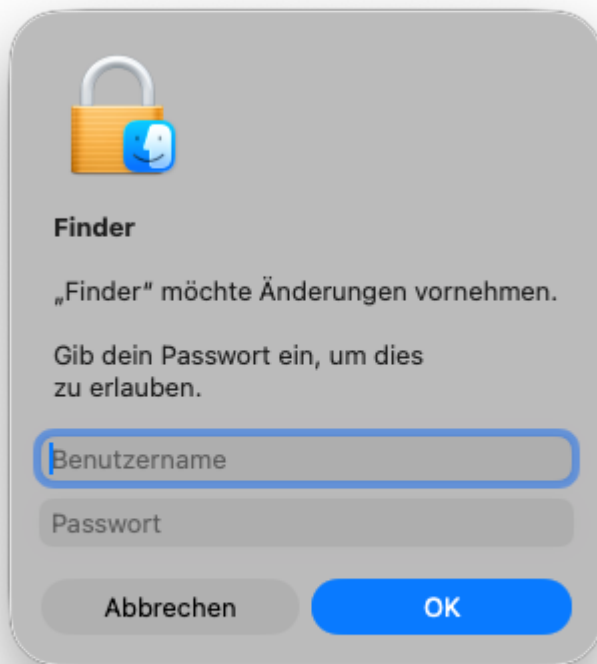 Finder
„Finder“ möchte Änderungen vornehmen.
Gib dein Passwort ein, um dies
zu erlauben.
Benutzername
Passwort
Abbrechen
OK